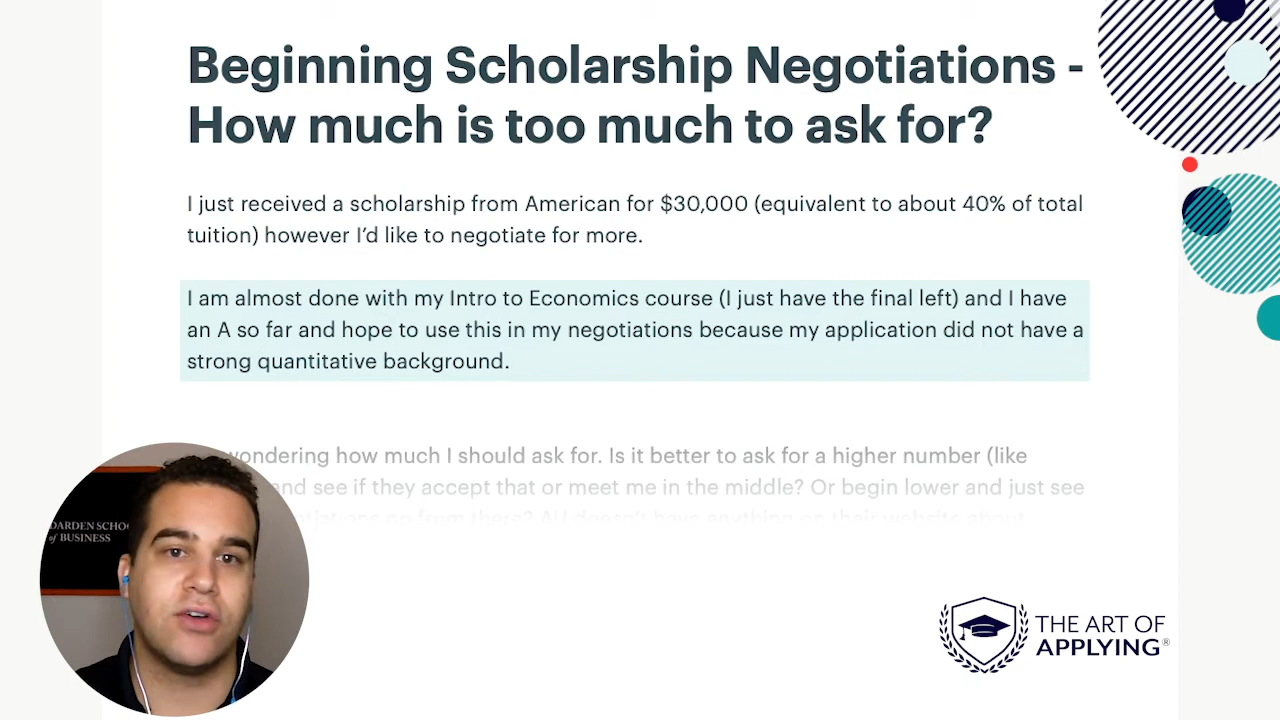 Beginning Scholarship Negotiations -
How much is too much to ask for?
I just received a scholarship from American for $30,000 (equivalent to about 40% of total
tuition) however I'd like to negotiate for more.
I am almost done with my Intro to Economics course (I just have the final left) and I have
an A so far and hope to use this in my negotiations because my application did not have a
strong quantitative background.
wondering how much I should ask for. Is it better to ask for a higher number (like
and see if they accept that or meet me in the middle? Or begin lower and just see
DARDEN SCHO
of BUSINESS
THE ART OF
APPLYING®